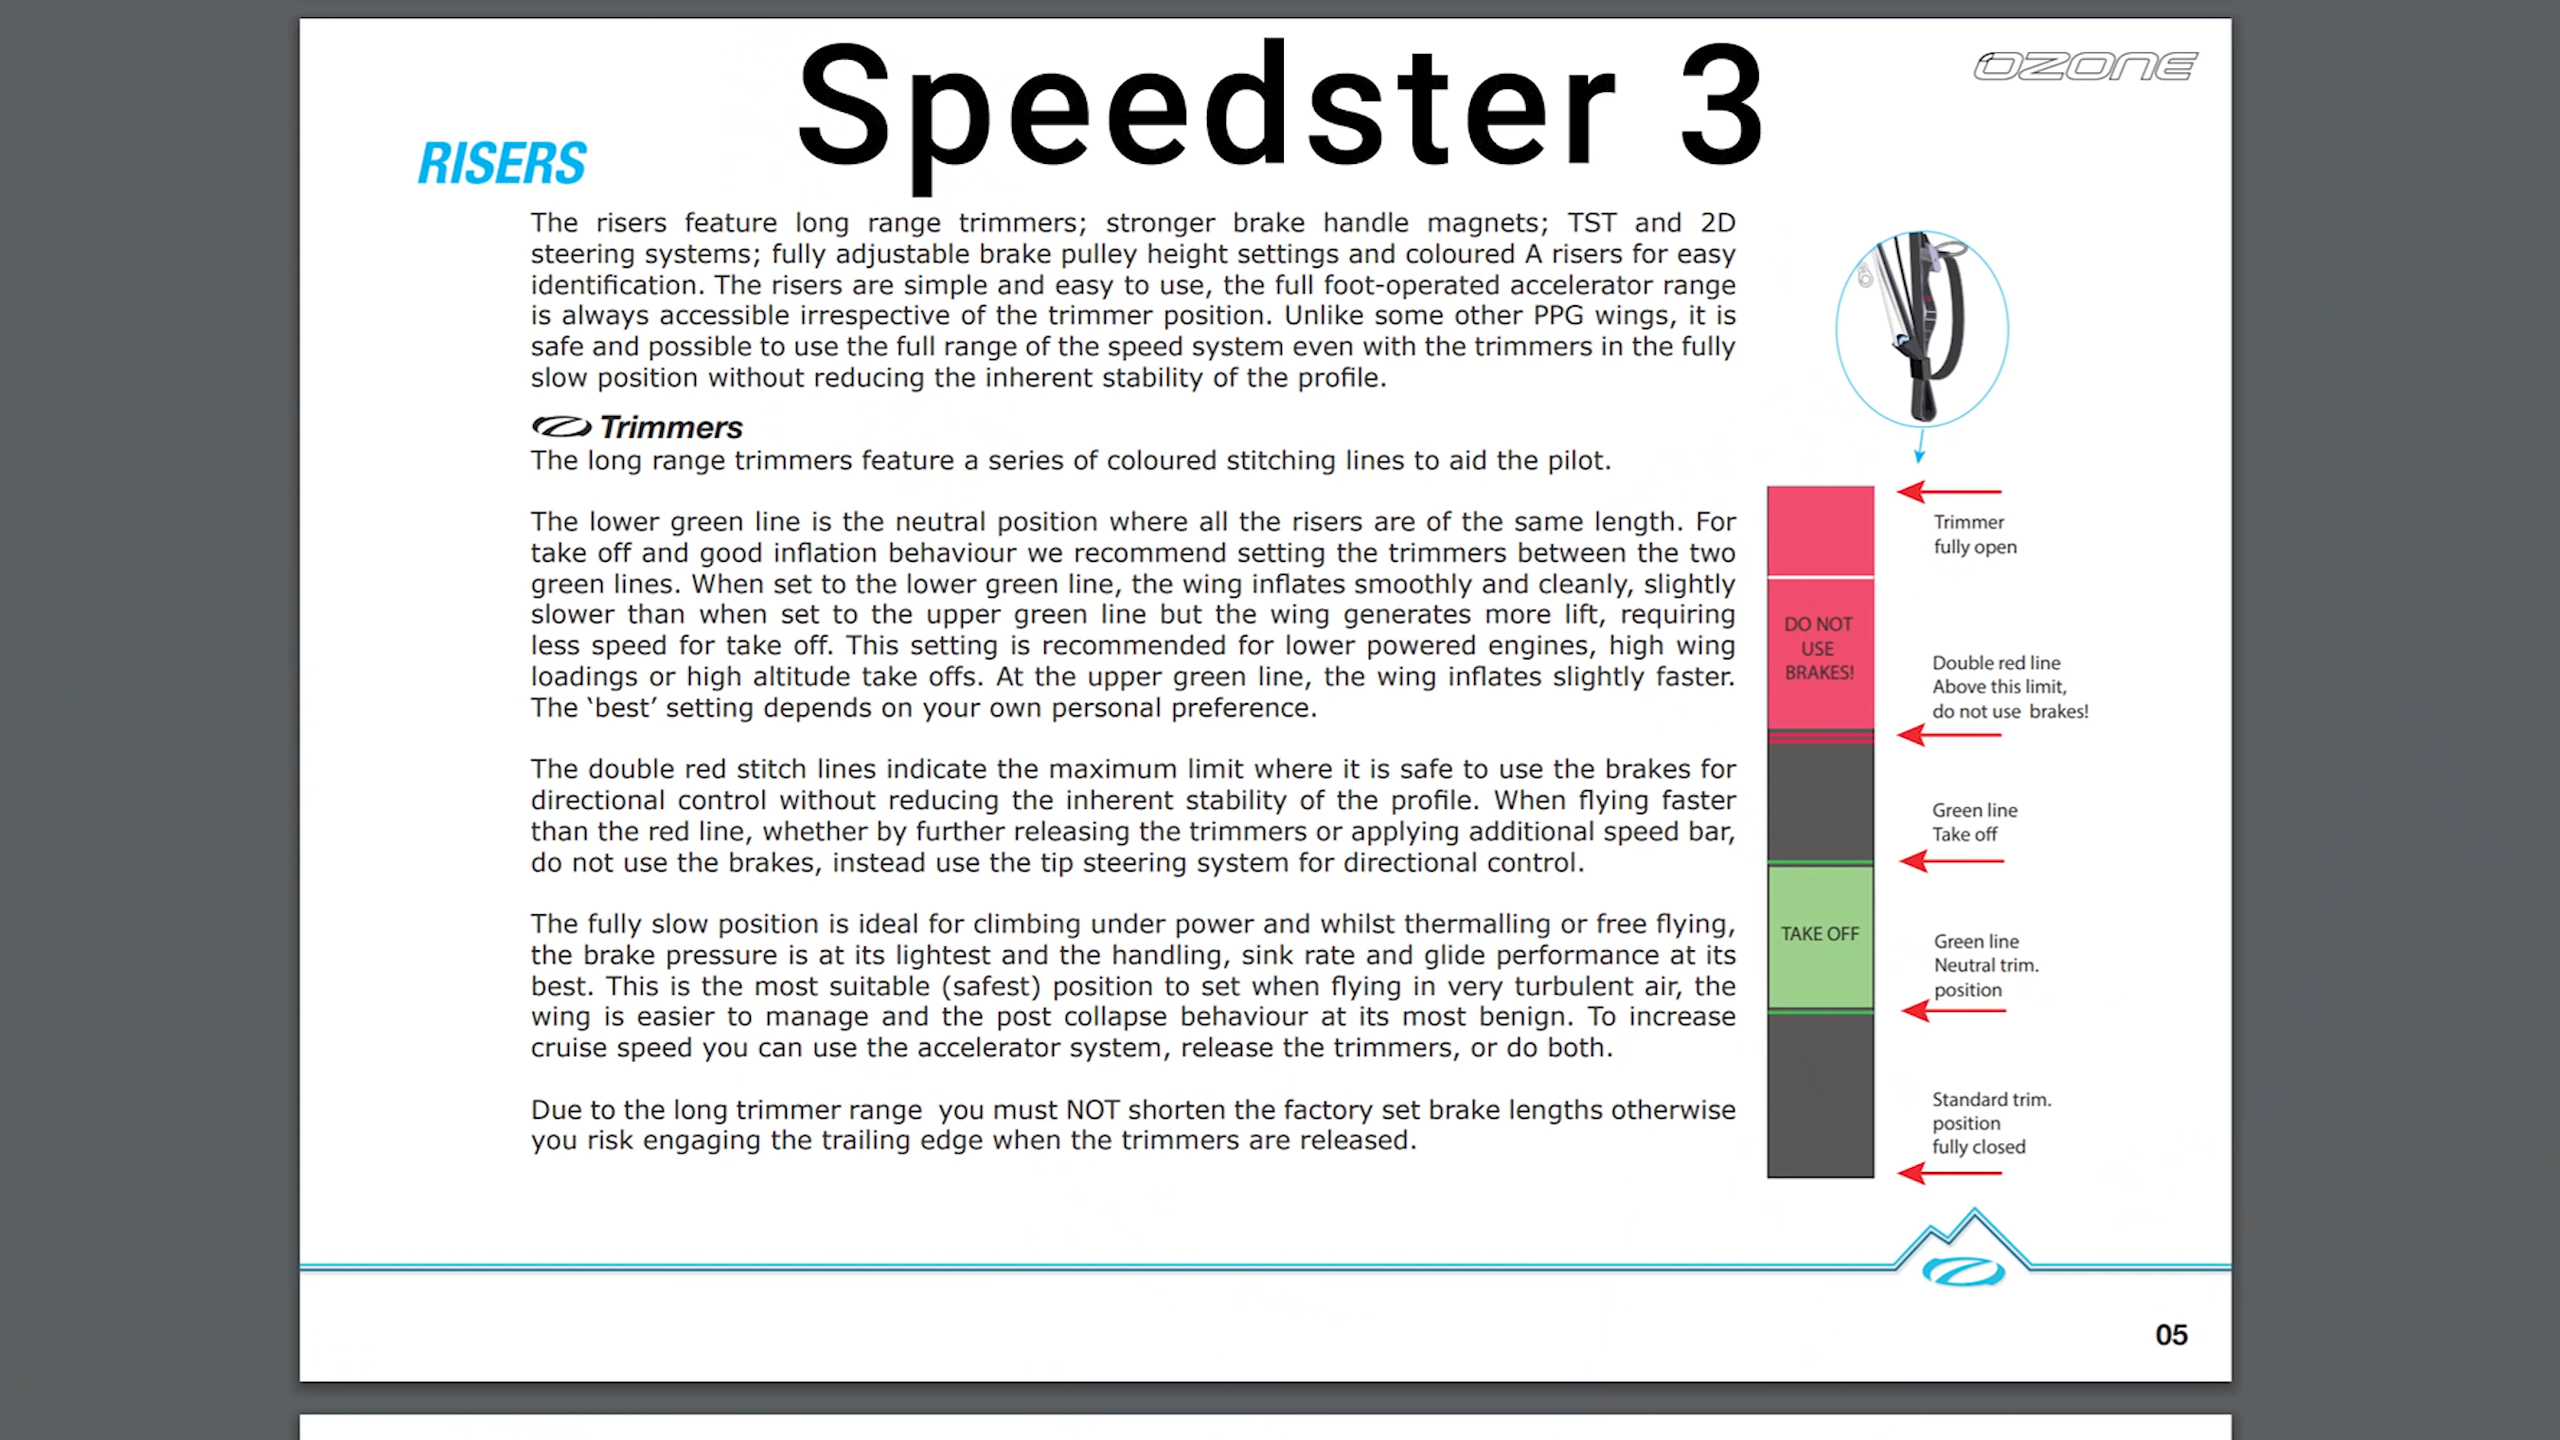 Speedster 3
OZONE
RISERS
The risers feature long range trimmers; stronger brake handle magnets; TST and 2D
steering systems; fully adjustable brake pulley height settings and coloured A risers for easy
identification. The risers are simple and easy to use, the full foot-operated accelerator range
is always accessible irrespective of the trimmer position. Unlike some other PPG wings, it is
safe and possible to use the full range of the speed system even with the trimmers in the fully
slow position without reducing the inherent stability of the profile.
Trimmers
The long range trimmers feature a series of coloured stitching lines to aid the pilot.
The lower green line is the neutral position where all the risers are of the same length. For
take off and good inflation behaviour we recommend setting the trimmers between the two
green lines. When set to the lower green line, the wing inflates smoothly and cleanly, slightly
slower than when set to the upper green line but the wing generates more lift, requiring
less speed for take off. This setting is recommended for lower powered engines, high wing
loadings or high altitude take offs. At the upper green line, the wing inflates slightly faster.
The ‘best’ setting depends on your own personal preference.
The double red stitch lines indicate the maximum limit where it is safe to use the brakes for
directional control without reducing the inherent stability of the profile. When flying faster
than the red line, whether by further releasing the trimmers or applying additional speed bar,
do not use the brakes, instead use the tip steering system for directional control.
The fully slow position is ideal for climbing under power and whilst thermalling or free flying,
the brake pressure is at its lightest and the handling, sink rate and glide performance at its
best. This is the most suitable (safest) position to set when flying in very turbulent air, the
wing is easier to manage and the post collapse behaviour at its most benign. To increase
cruise speed you can use the accelerator system, release the trimmers, or do both.
Due to the long trimmer range you must NOT shorten the factory set brake lengths otherwise
you risk engaging the trailing edge when the trimmers are released.
Trimmer
fully open
DO NOT
USE
BRAKES!
Double red line
Above this limit,
do not use brakes!
Green line
Take off
TAKE OFF
Green line
Neutral trim.
position
Standard trim.
position
fully closed
05